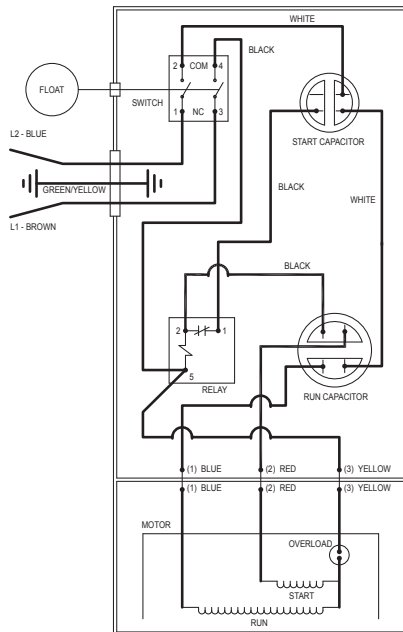 WHITE
BLACK
2 COM 4
FLOAT
SWITCH
1 NC 3
START CAPACITOR
L2 - BLUE
GREEN/YELLOW
BLACK
WHITE
L1 - BROWN
BLACK
2 1
5
RELAY
RUN CAPACITOR
(1) BLUE (2) RED (3) YELLOW
(1) BLUE (2) RED (3) YELLOW
MOTOR
OVERLOAD
START
RUN